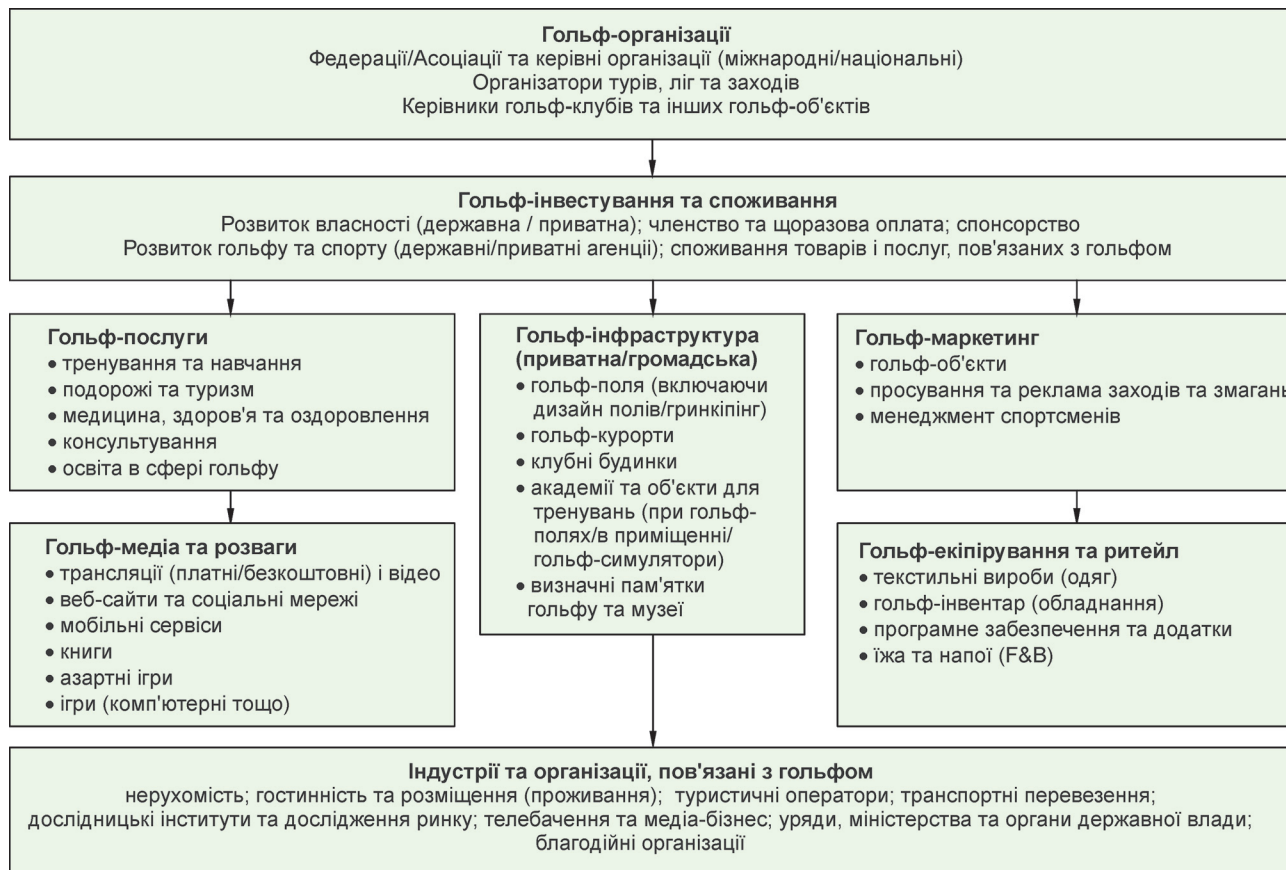 Гольф-організації
Федерації/Асоціації та керівні організації (міжнародні/національні)
Організатори турів, ліг та заходів
Керівники гольф-клубів та інших гольф-об'єктів
Гольф-інвестування та споживання
Розвиток власності (державна / приватна); членство та щоразова оплата; спонсорство
Розвиток гольфу та спорту (державні/приватні агенції); споживання товарів і послуг, пов'язаних з гольфом
Гольф-послуги
• тренування та навчання
• подорожі та туризм
• медицина, здоров'я та оздоровлення
• консультування
• освіта в сфері гольфу
Гольф-медіа та розваги
• трансляції (платні/безкоштовні) і відео
• веб-сайти та соціальні мережі
• мобільні сервіси
• книги
• азартні ігри
• ігри (комп'ютерні тощо)
Гольф-інфраструктура
(приватна/громадська)
• гольф-поля (включаючи
дизайн полів/гринкіпінг)
• гольф-курорти
• клубні будинки
• академії та об'єкти для
тренувань (при гольф-
полях/в приміщенні/
гольф-симулятори)
• визначні пам'ятки
гольфу та музеї
Гольф-маркетинг
• гольф-об'єкти
• просування та реклама заходів та змагань
• менеджмент спортсменів
Гольф-екіпірування та ритейл
• текстильні вироби (одяг)
• гольф-інвентар (обладнання)
• програмне забезпечення та додатки
• їжа та напої (F&B)
Індустрії та організації, пов'язані з гольфом
нерухомість; гостинність та розміщення (проживання); туристичні оператори; транспортні перевезення;
дослідницькі інститути та дослідження ринку; телебачення та медіа-бізнес; уряди, міністерства та органи державної влади;
благодійні організації